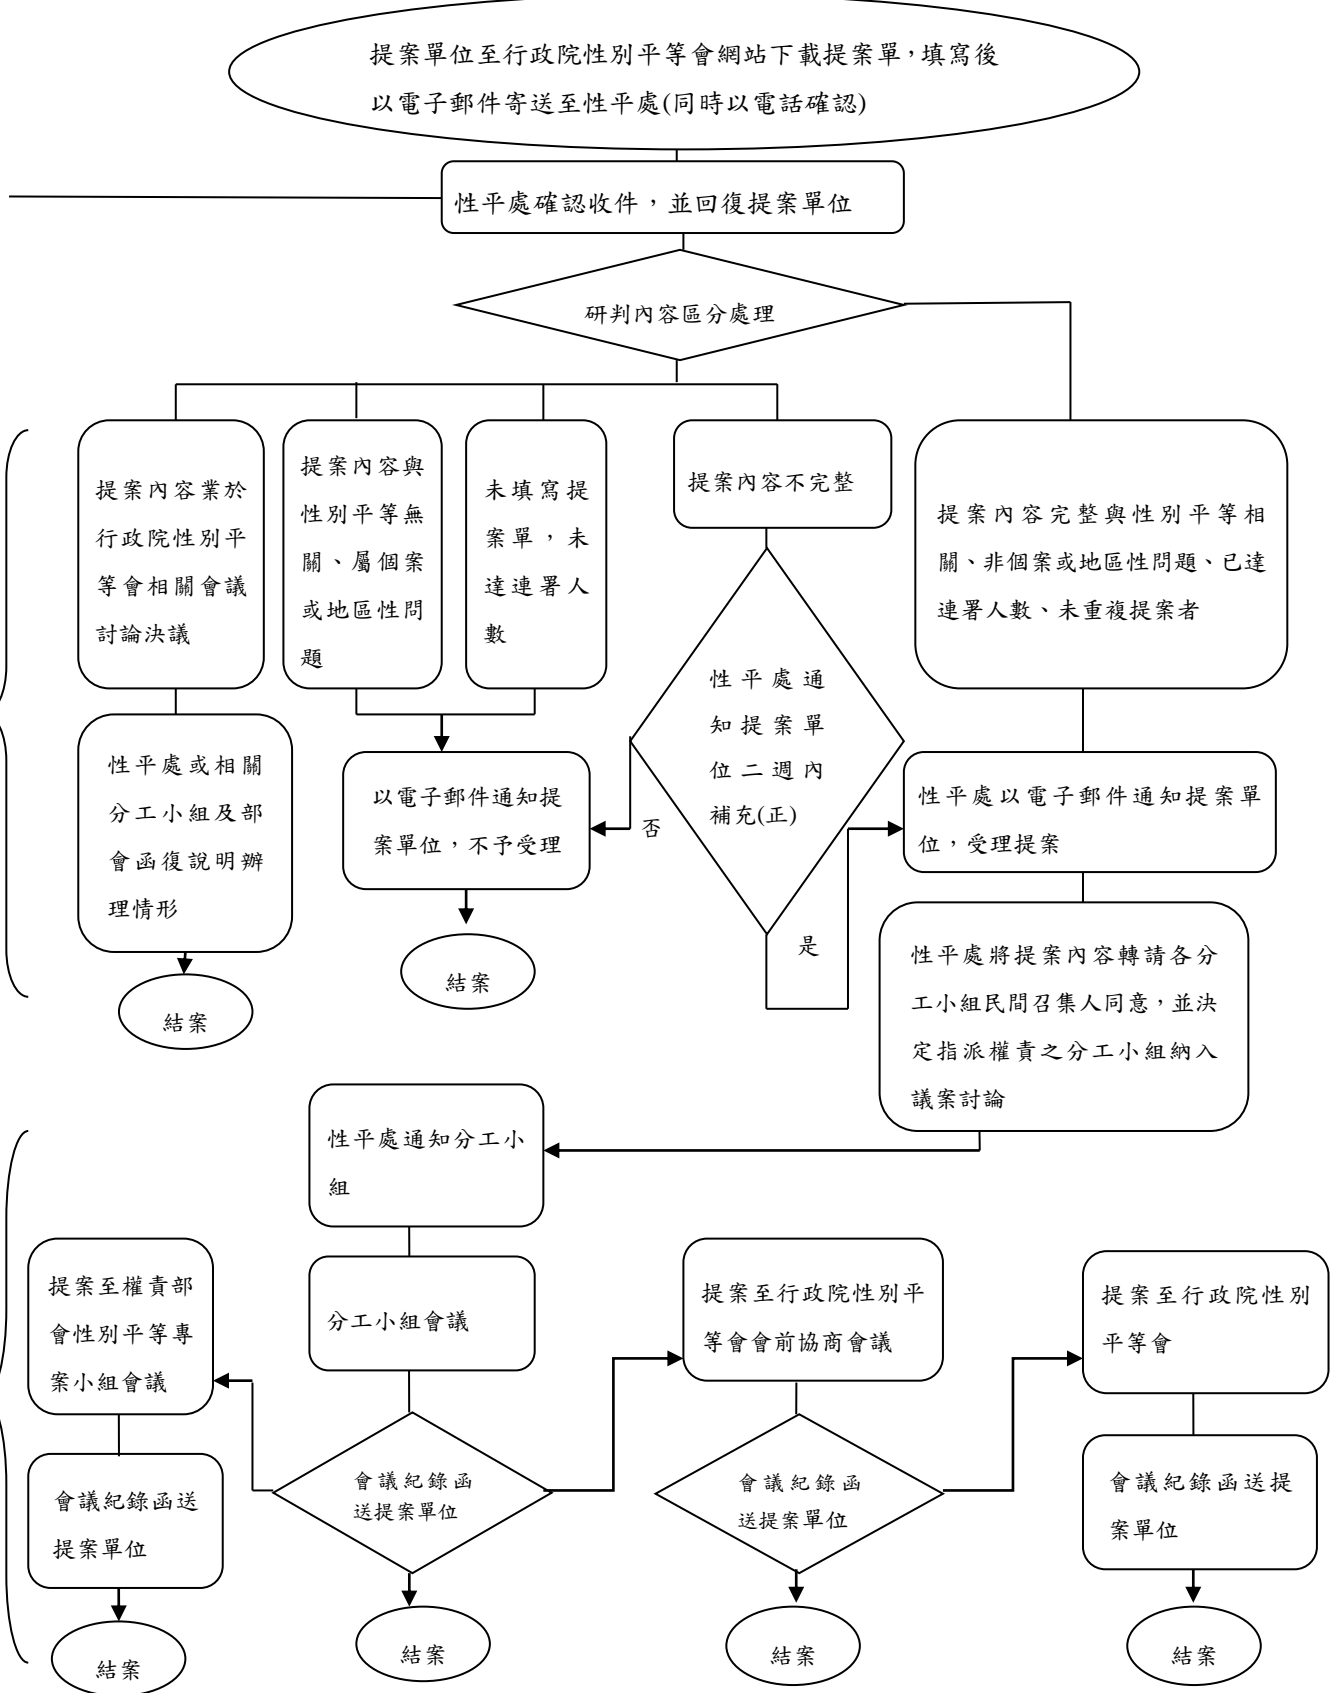 提案單位至行政院性別平等會網站下載提案單,填寫後
以電子郵件寄送至性平處(同時以電話確認)
性平處確認收件，並回復提案單位
研判內容區分處理
提案內容業於
行政院性別平
等會相關會議
討論決議
提案內容與
性別平等無
關、屬個案
或地區性問
題
未填寫提
案單，未
達連署人
數
提案內容不完整
提案內容完整與性別平等相
關、非個案或地區性問題、已達
連署人數、未重複提案者
性平處或相關
分工小組及部
會函復說明辦
理情形
以電子郵件通知提
案單位，不予受理
性平處通
知提案單
位二週內
補充(正)
否
是
性平處以電子郵件通知提案單
位，受理提案
結案
結案
性平處將提案內容轉請各分
工小組民間召集人同意，並決
定指派權責之分工小組納入
議案討論
性平處通知分工小
組
分工小組會議
提案至權責部
會性別平等專
案小組會議
提案至行政院性別平
等會會前協商會議
提案至行政院性別
平等會
會議紀錄函送
提案單位
會議紀錄函
送提案單位
會議紀錄函
送提案單位
會議紀錄函送提
案單位
結案
結案
結案
結案